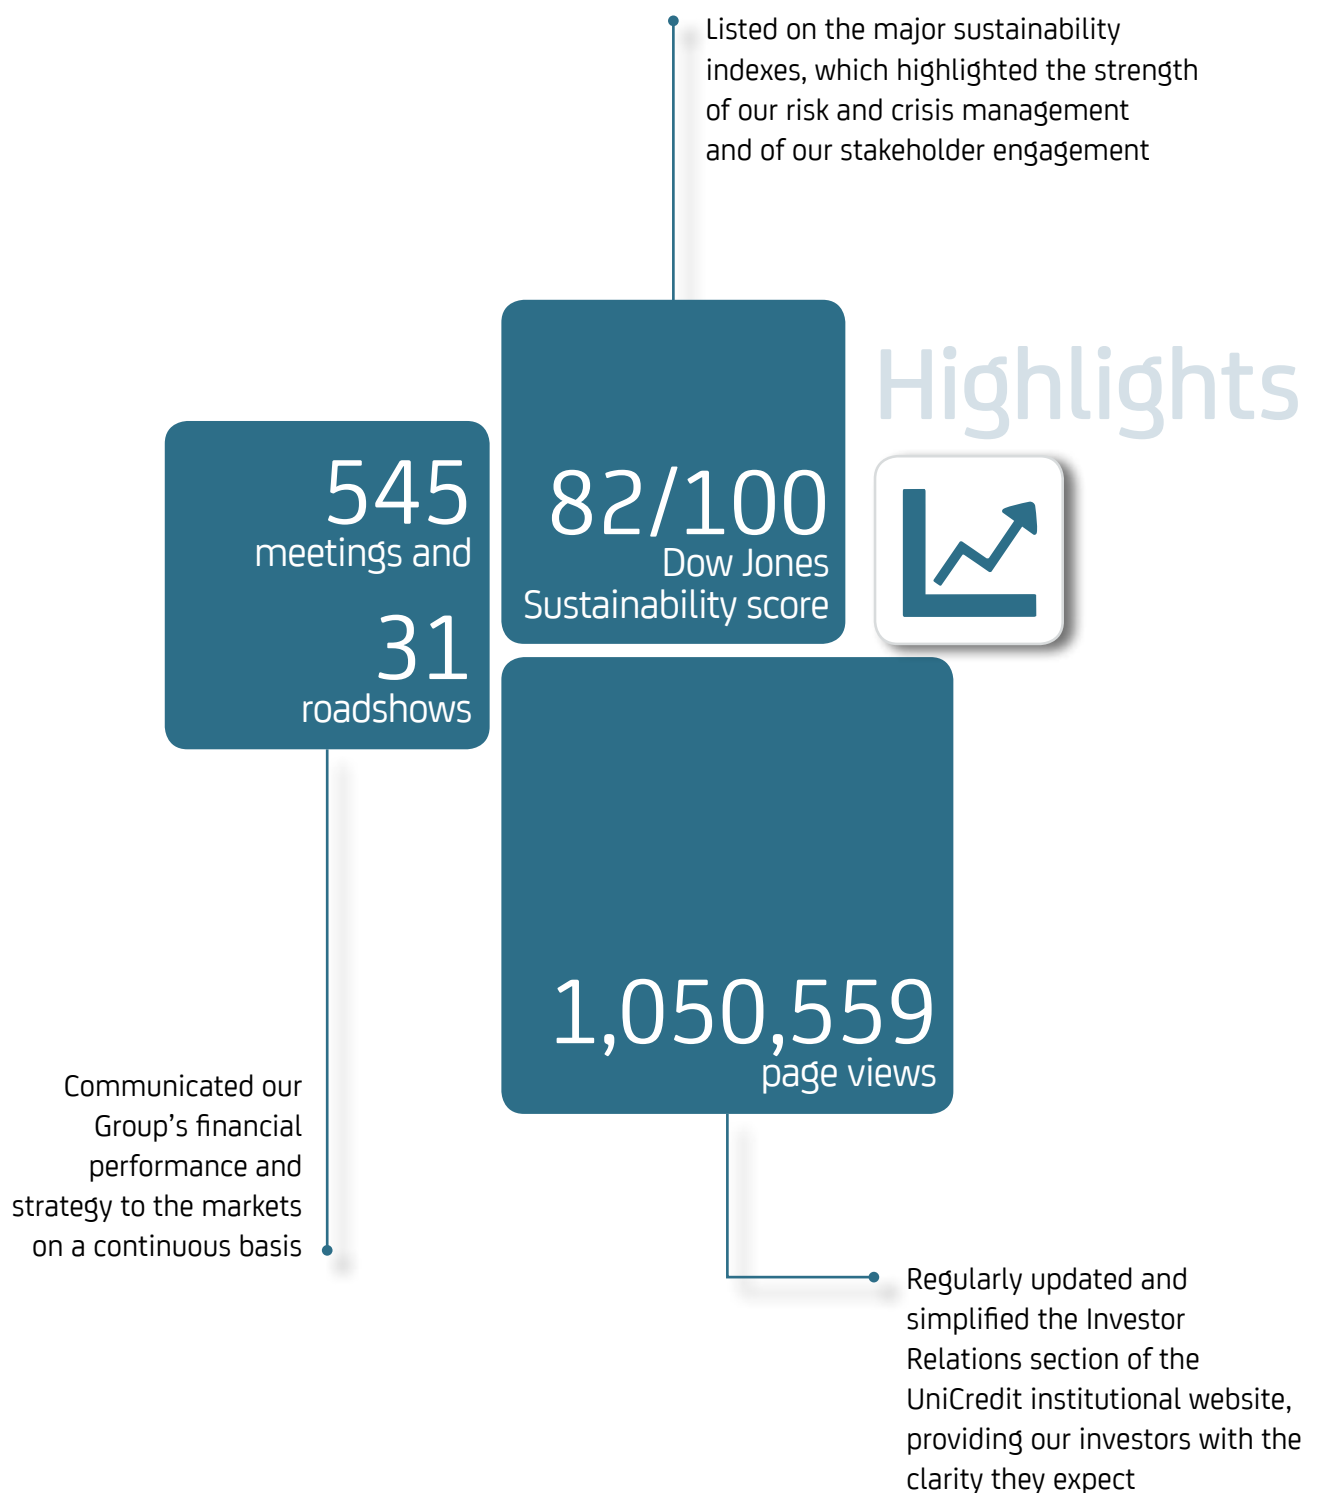 Listed on the major sustainability
indexes, which highlighted the strength
of our risk and crisis management
and of our stakeholder engagement
Highlights
545
meetings and
31
roadshows
82/100
Dow Jones
Sustainability score
1,050,559
page views
Communicated our
Group’s financial
performance and
strategy to the markets
on a continuous basis
Regularly updated and
simplified the Investor
Relations section of the
UniCredit institutional website,
providing our investors with the
clarity they expect